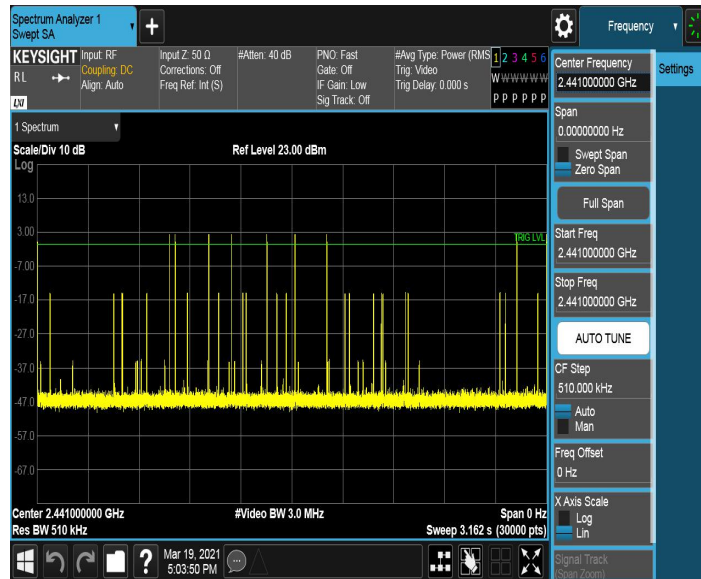 Spectrum Analyzer 1
Swept SA
+
Frequency
KEYSIGHT
RL
LXI
Input: RF
Coupling: DC
Align: Auto
Input Z: 50 Ω
Corrections: Off
Freq Ref: Int (S)
#Atten: 40 dB
PNO: Fast
Gate: Off
IF Gain: Low
Sig Track: Off
#Avg Type: Power (RMS
Trig: Video
Trig Delay: 0.000 s
1 2 3 4 5 6
W W W W W W
P P P P P P
1 Spectrum
Scale/Div 10 dB
Ref Level 23.00 dBm
Log
13.0
3.00
-7.00
-17.0
-27.0
-37.0
-47.0
-57.0
-67.0
TRIG LVL
Center 2.441000000 GHz
#Video BW 3.0 MHz
Span 0 Hz
Res BW 510 kHz
Sweep 3.162 s (30000 pts)
?
Mar 19, 2021
5:03:50 PM
Center Frequency
2.441000000 GHz
Settings
Span
0.00000000 Hz
Swept Span
Zero Span
Full Span
Start Freq
2.441000000 GHz
Stop Freq
2.441000000 GHz
AUTO TUNE
CF Step
510.000 kHz
Auto
Man
Freq Offset
0 Hz
X Axis Scale
Log
Lin
Signal Track
(Span Zoom)